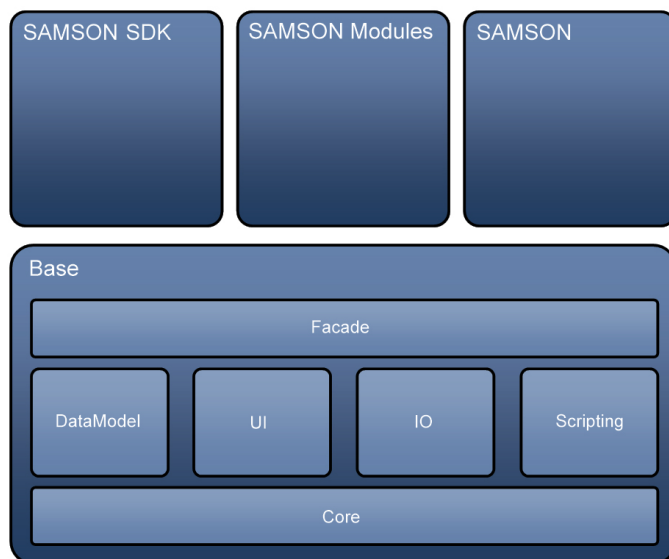 SAMSON SDK
SAMSON Modules
SAMSON
Base
Facade
DataModel
UI
IO
Scripting
Core